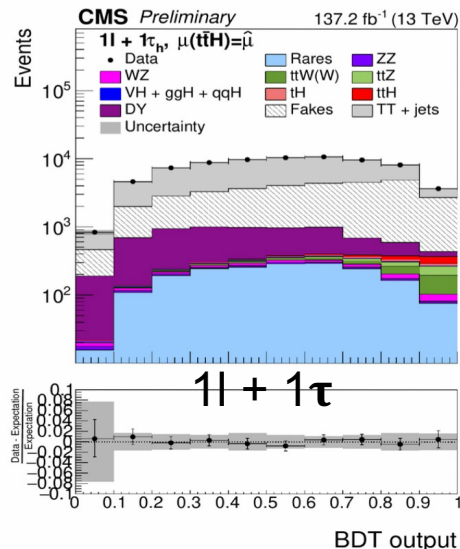 CMS Preliminary 137.2 fb⁻¹ (13 TeV)
1l + 1τh, μ(tt̄H)=μ̂
Data Rares ZZ
WZ ttW(W) ttZ
VH + ggH + qqH tH ttH
DY Fakes TT + jets
Uncertainty
Events
10⁵
10⁴
10³
10²
1l + 1τ
Data - Expectation
Expectation
0.1
0.08
0.06
0.04
0.02
0
−0.02
−0.04
−0.06
−0.08
−0.1
0 0.1 0.2 0.3 0.4 0.5 0.6 0.7 0.8 0.9 1
BDT output